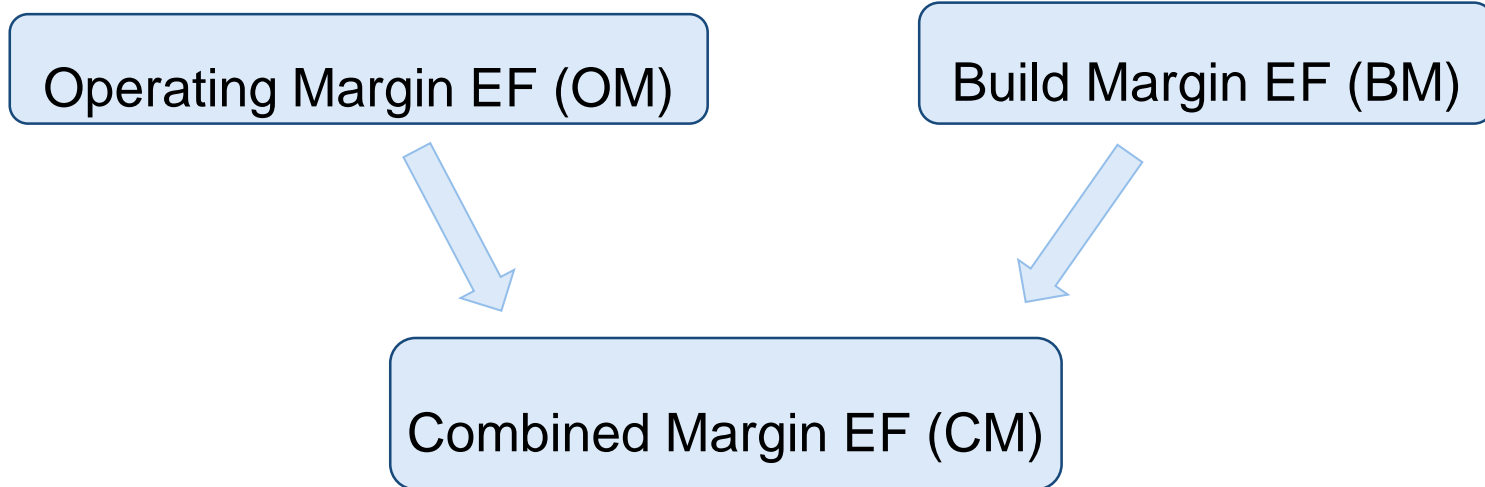 Operating Margin EF (OM)
Build Margin EF (BM)
Combined Margin EF (CM)